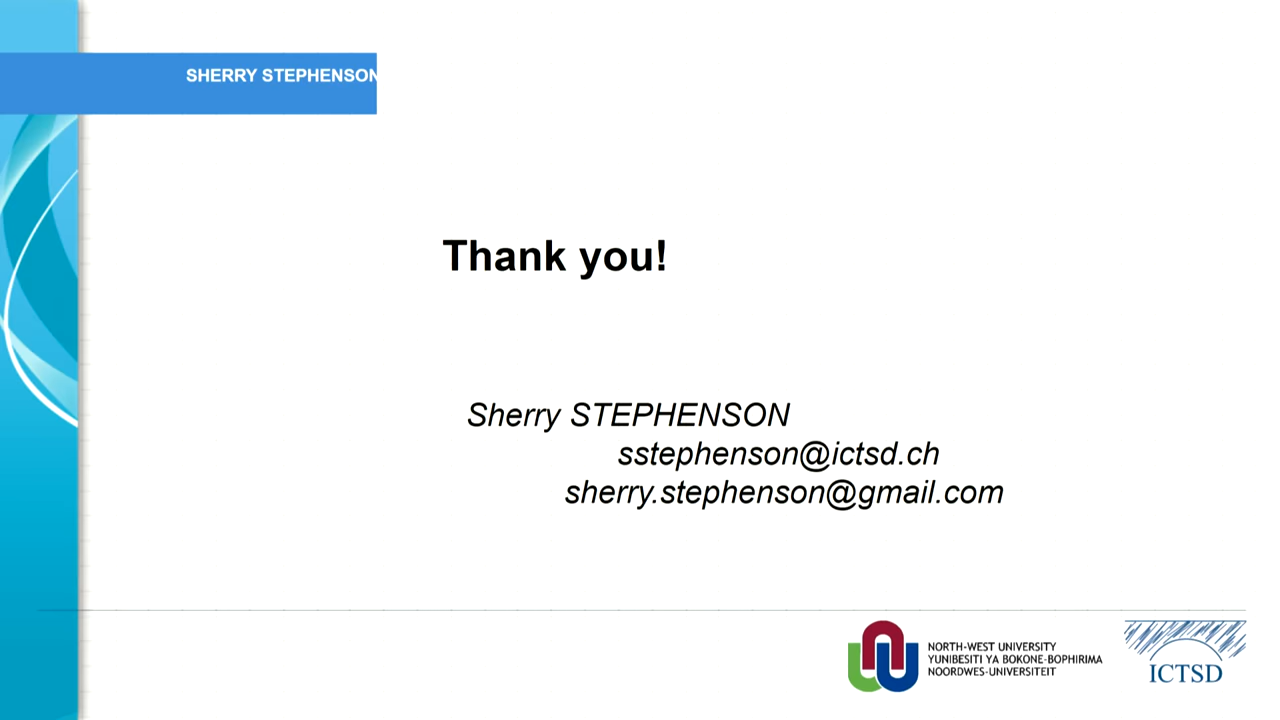 SHERRY STEPHENSON
Thank you!
Sherry STEPHENSON
sstephenson@ictsd.ch
sherry.stephenson@gmail.com
NORTH-WEST UNIVERSITY
YUNIBESITI YA BOKONE-BOPHIRIMA
NOORDWES-UNIVERSITEIT
ICTSD